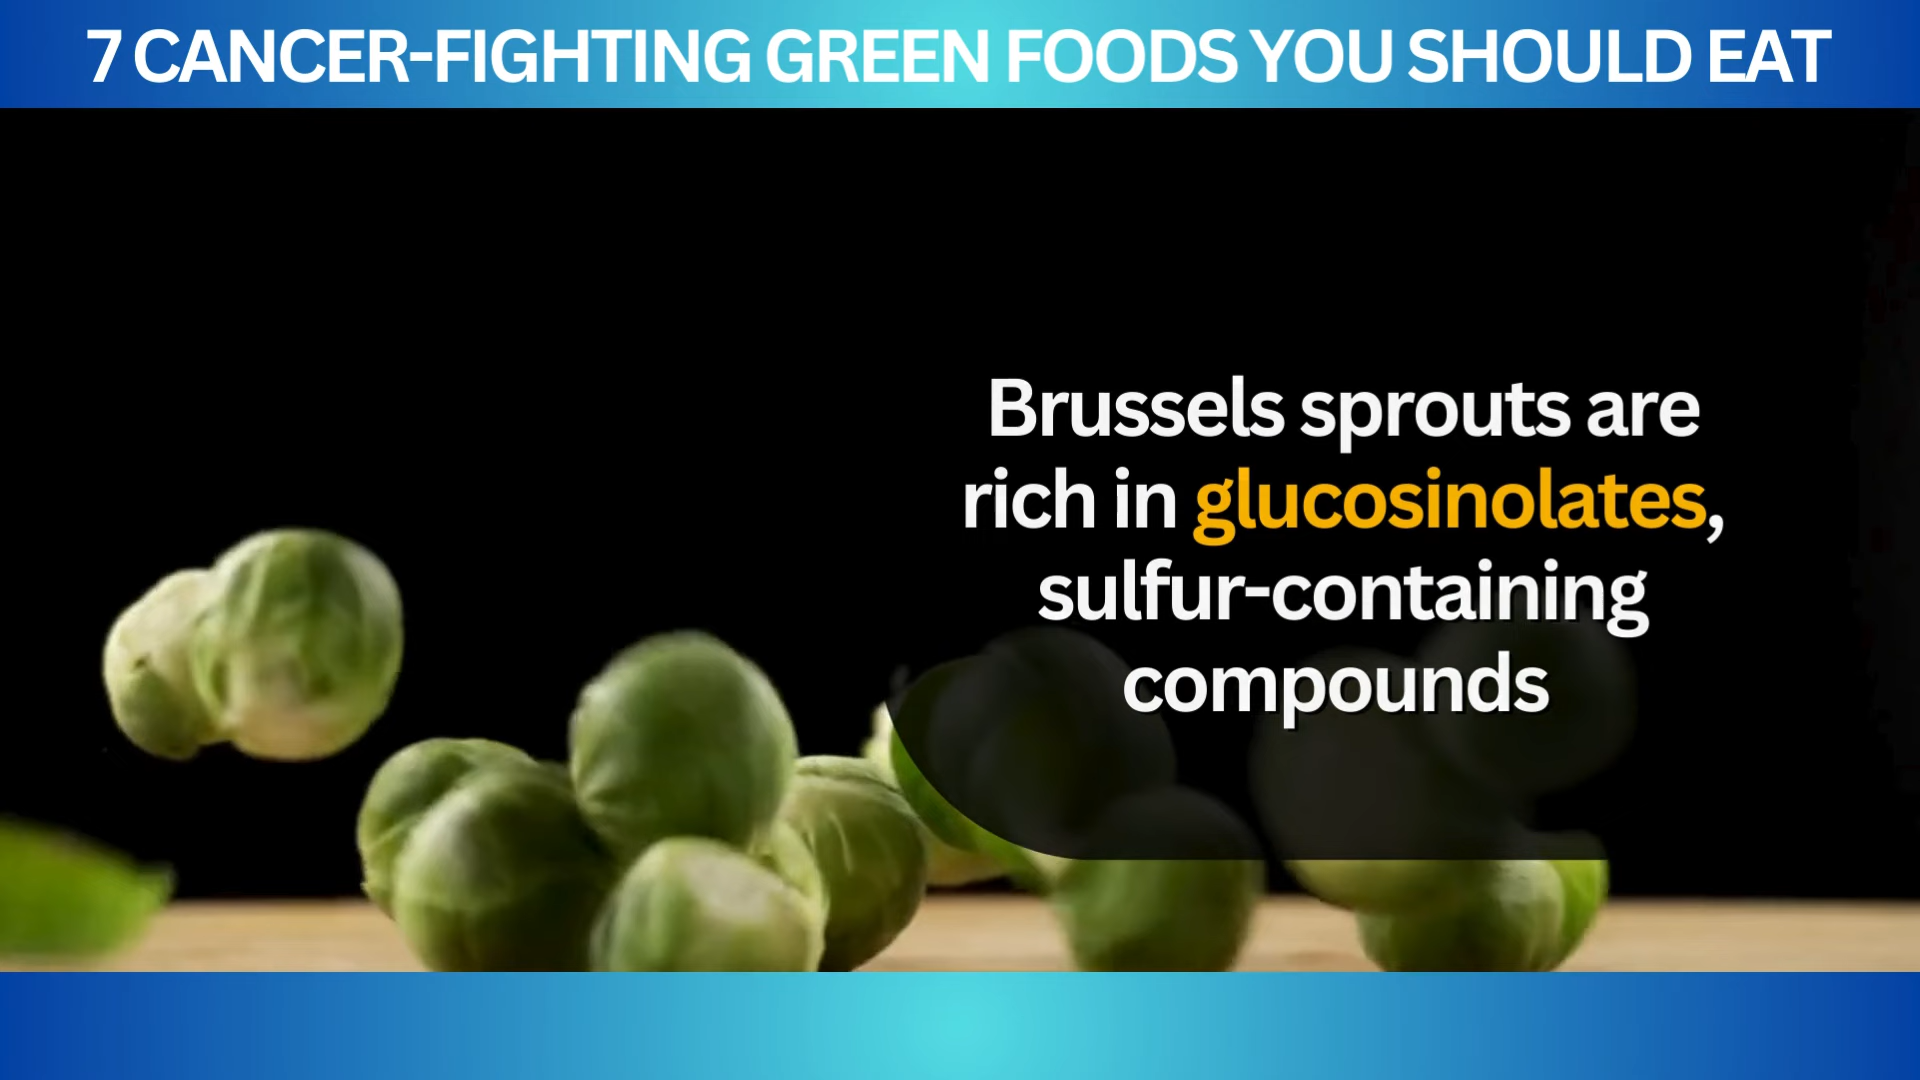 7 CANCER-FIGHTING GREEN FOODS YOU SHOULD EAT
Brussels sprouts are
rich in glucosinolates,
sulfur-containing
compounds